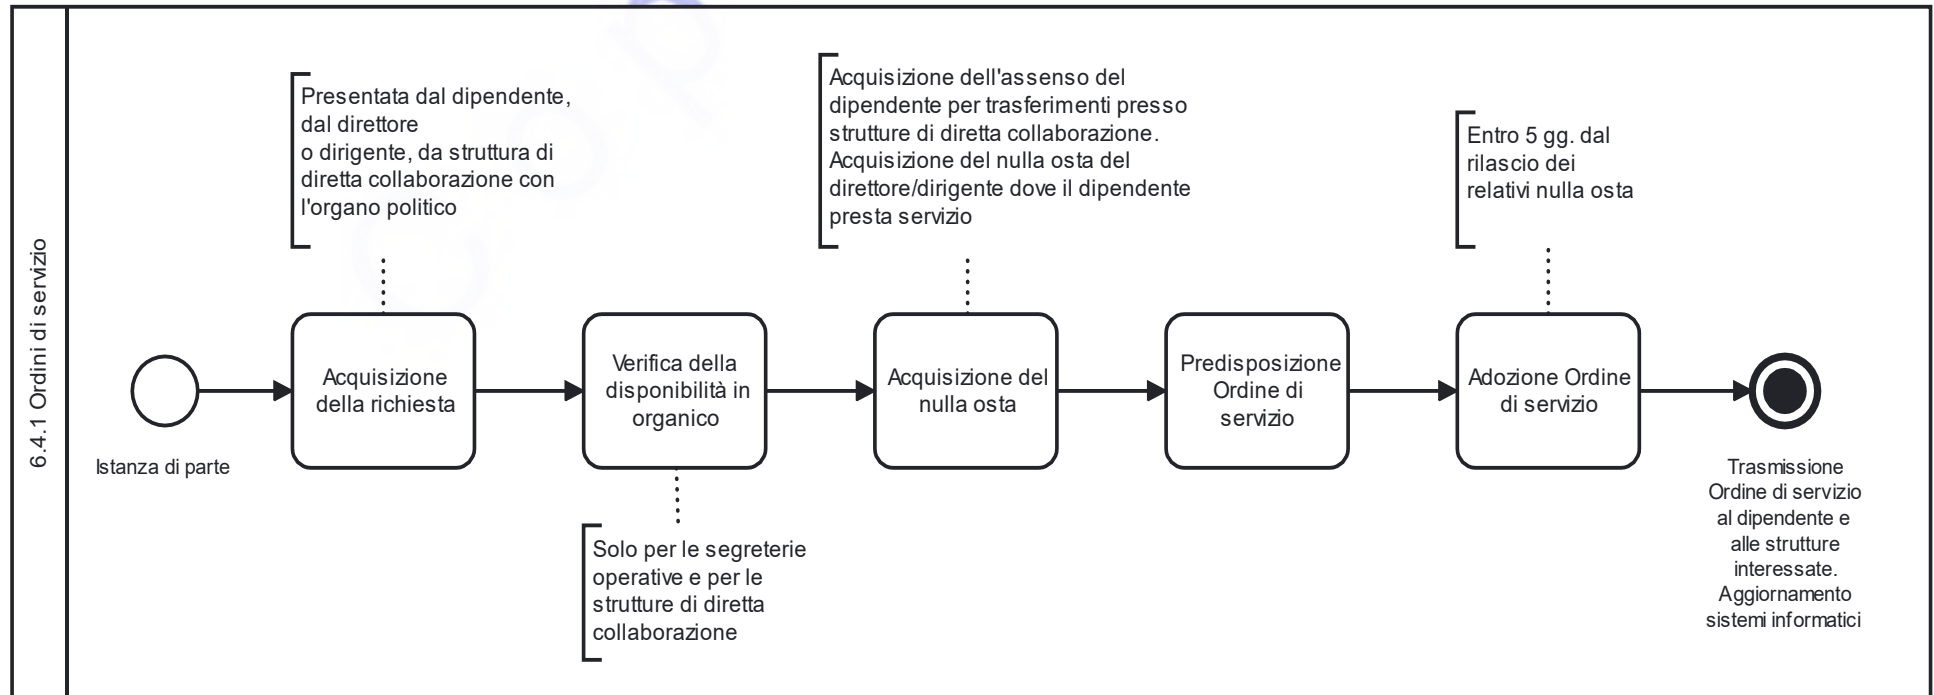 6.4.1 Ordini di servizio
Presentata dal dipendente,
dal direttore
o dirigente, da struttura di
diretta collaborazione con
l'organo politico
Acquisizione dell'assenso del
dipendente per trasferimenti presso
strutture di diretta collaborazione.
Acquisizione del nulla osta del
direttore/dirigente dove il dipendente
presta servizio
Entro 5 gg. dal
rilascio dei
relativi nulla osta
Istanza di parte
Acquisizione
della richiesta
Verifica della
disponibilità in
organico
Acquisizione del
nulla osta
Predisposizione
Ordine di
servizio
Adozione Ordine
di servizio
Solo per le segreterie
operative e per le
strutture di diretta
collaborazione
Trasmissione
Ordine di servizio
al dipendente e
alle strutture
interessate.
Aggiornamento
sistemi informatici